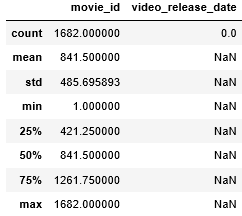 movie_id video_release_date
count 1682.000000 0.0
mean 841.500000 NaN
std 485.695893 NaN
min 1.000000 NaN
25% 421.250000 NaN
50% 841.500000 NaN
75% 1261.750000 NaN
max 1682.000000 NaN